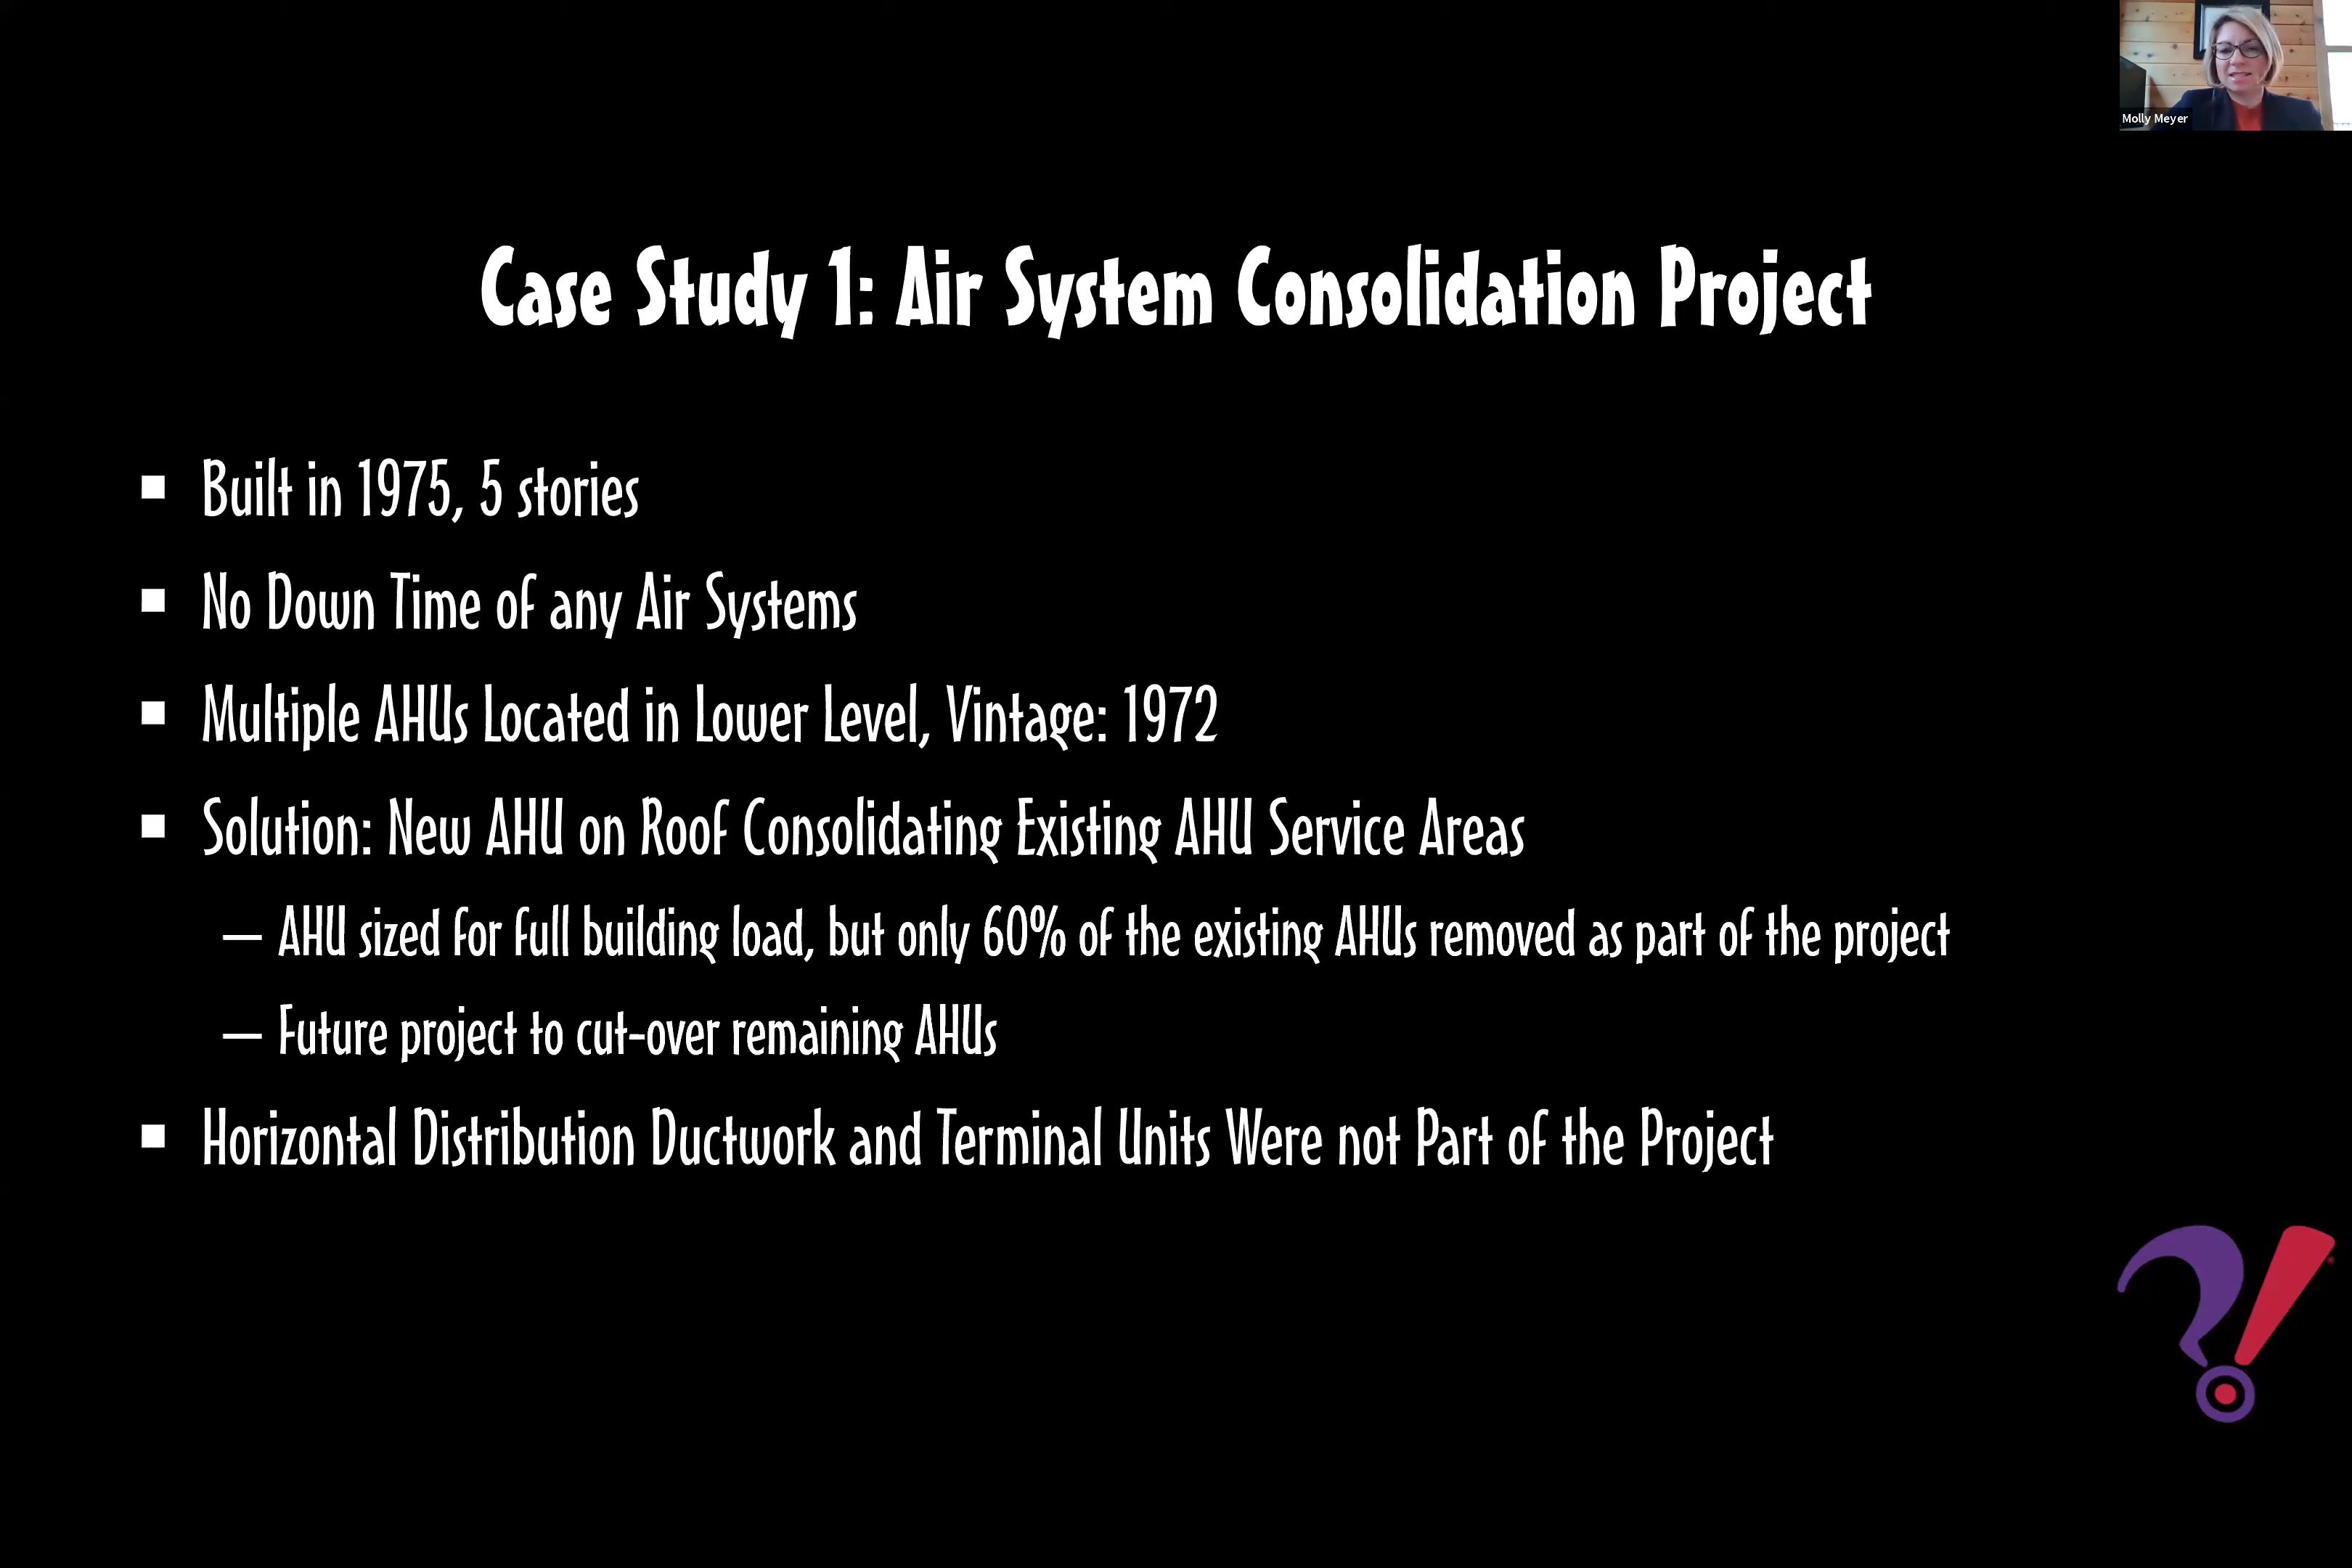 Molly Meyer
Case Study 1: Air System Consolidation Project
■ Built in 1975, 5 stories
■ No Down Time of any Air Systems
■ Multiple AHUs Located in Lower Level, Vintage: 1972
■ Solution: New AHU on Roof Consolidating Existing AHU Service Areas
– AHU sized for full building load, but only 60% of the existing AHUs removed as part of the project
– Future project to cut-over remaining AHUs
■ Horizontal Distribution Ductwork and Terminal Units Were not Part of the Project
?!